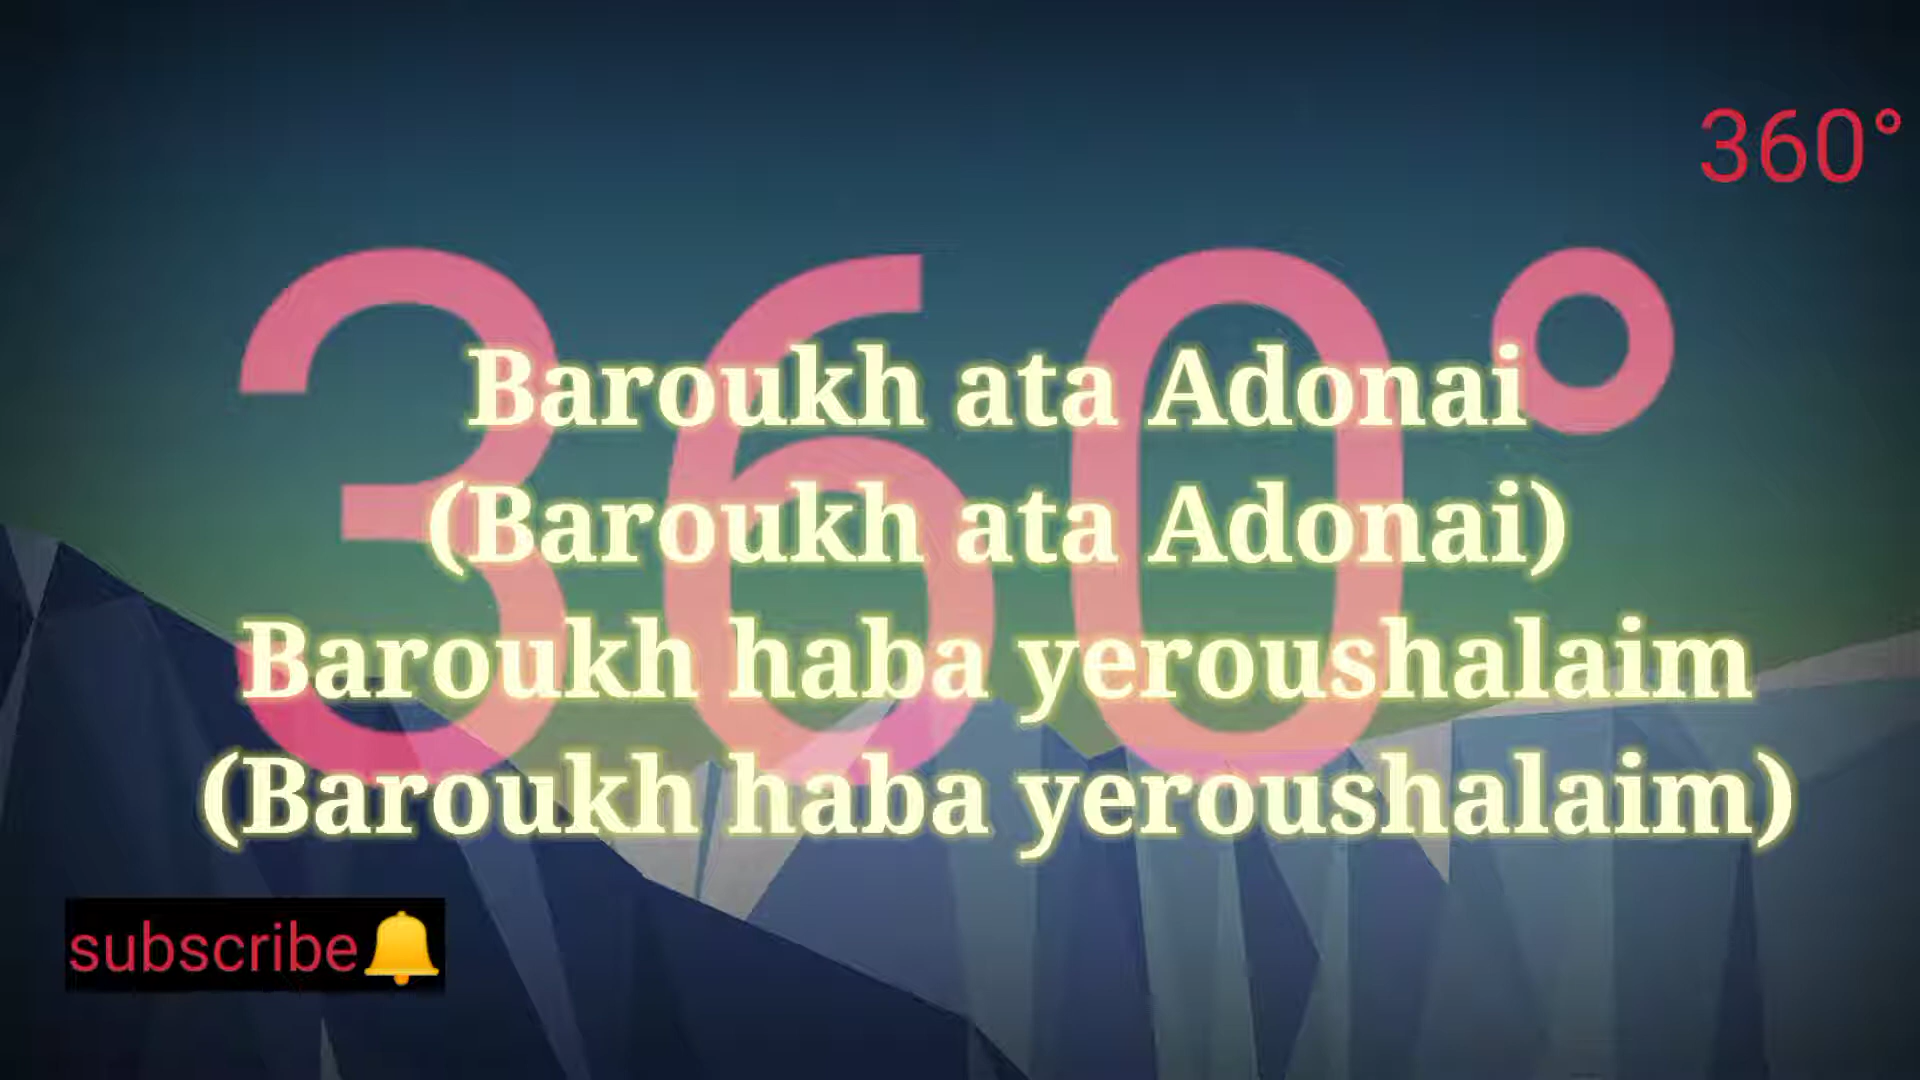 360°
360°
Baroukh ata Adonai
(Baroukh ata Adonai)
Baroukh haba yeroushalaim
(Baroukh haba yeroushalaim)
subscribe🔔